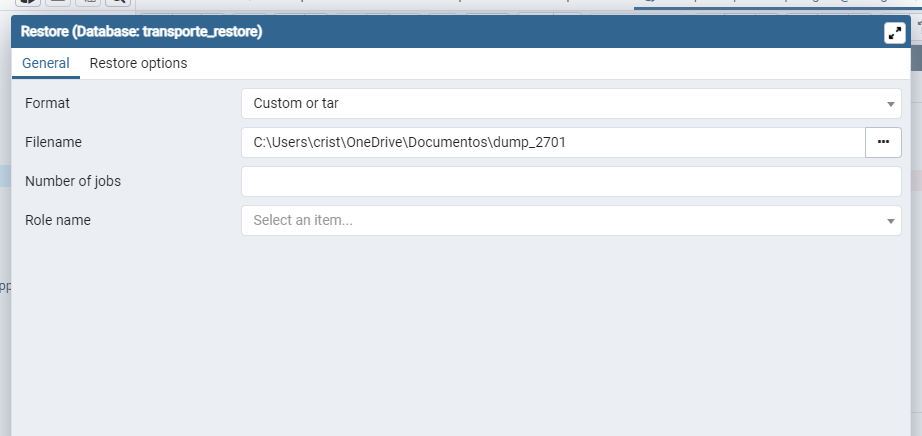 Restore (Database: transporte_restore)
General Restore options
Format Custom or tar
Filename C:\Users\crist\OneDrive\Documentos\dump_2701
Number of jobs
Role name Select an item...